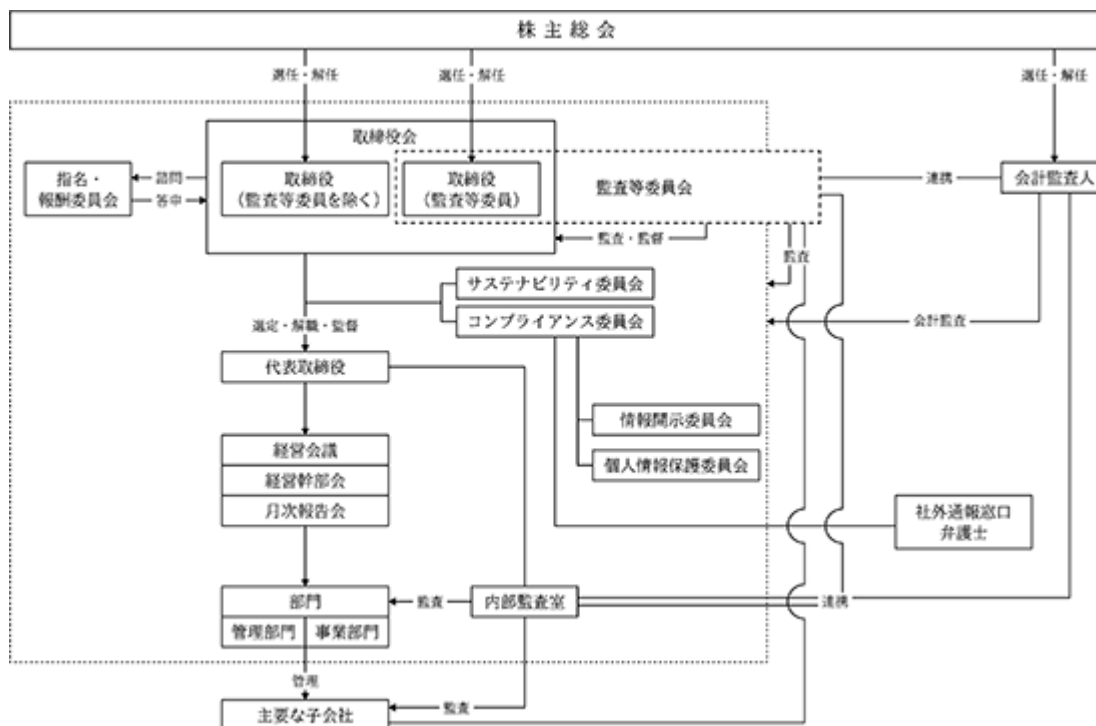 株主総会
選任・解任
選任・解任
選任・解任
取締役会
指名・
報酬委員会
諮問
答申
取締役
（監査等委員を除く）
取締役
（監査等委員）
監査等委員会
連携
会計監査人
監査・監督
監査
サステナビリティ委員会
コンプライアンス委員会
会計監査
選定・解職・監督
代表取締役
情報開示委員会
個人情報保護委員会
経営会議
経営幹部会
月次報告会
社外通報窓口
弁護士
部門
管理部門
事業部門
監査
内部監査室
連携
管理
主要な子会社
監査